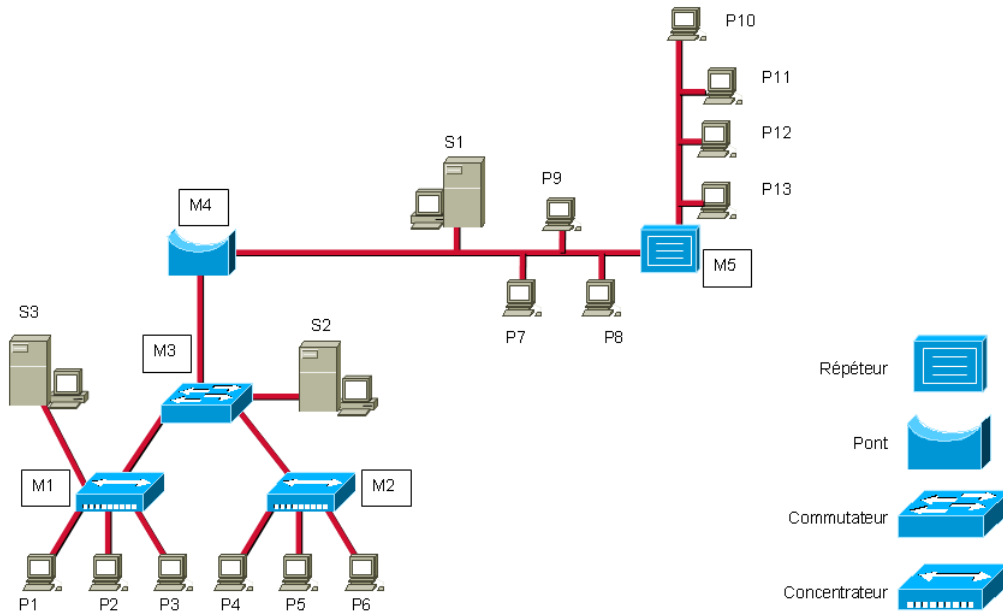 P10
P11
P12
P13
S1
P9
M4
M5
P7
P8
S3
M3
S2
M1
M2
P1
P2
P3
P4
P5
P6
Répéteur
Pont
Commutateur
Concentrateur